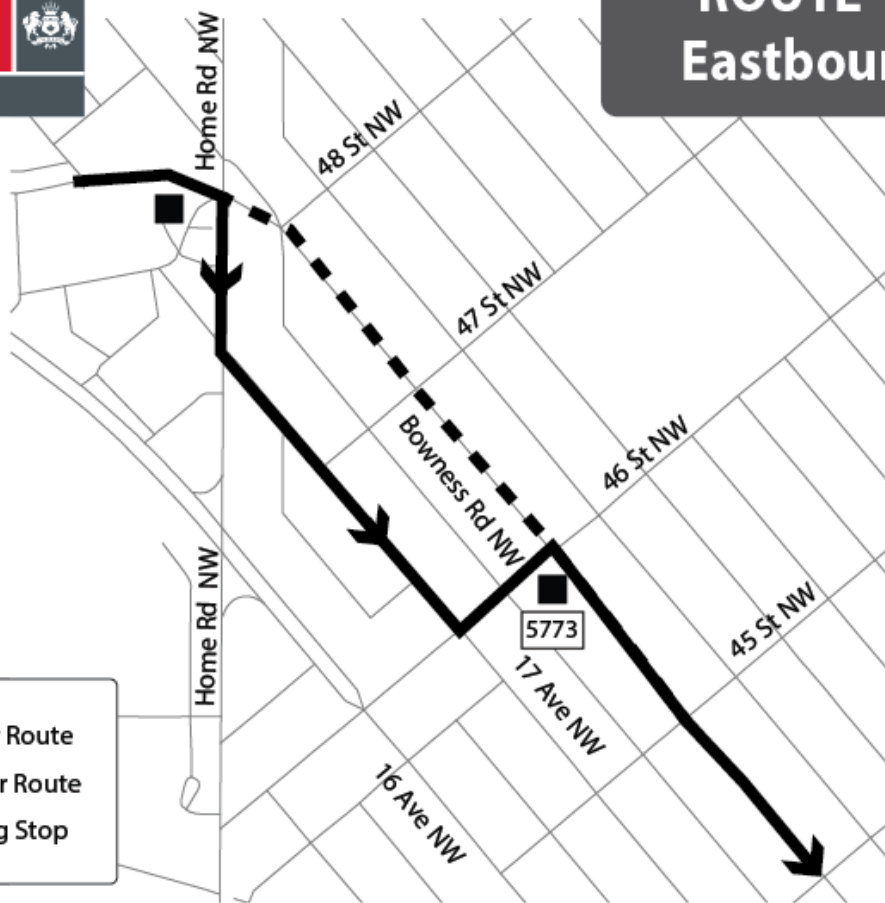 ROUTE
Home Rd NW
48 St NW
47 St NW
Bowness Rd NW
46 St NW
5773
45 St NW
Home Rd NW
17 Ave NW
16 Ave NW
Route
Route
Stop